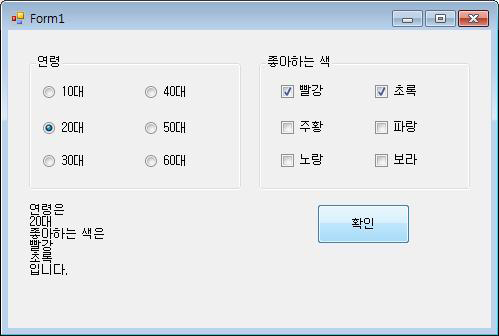 Form1
연령
10대
40대
20대
50대
30대
60대
좋아하는 색
빨강
초록
주황
파랑
노랑
보라
연령은
20대
좋아하는 색은
빨강
초록
입니다.
확인